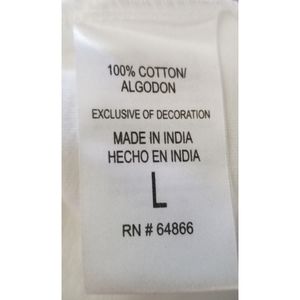 100% COTTON/
ALGODON
EXCLUSIVE OF DECORATION
MADE IN INDIA
HECHO EN INDIA
L
RN # 64866